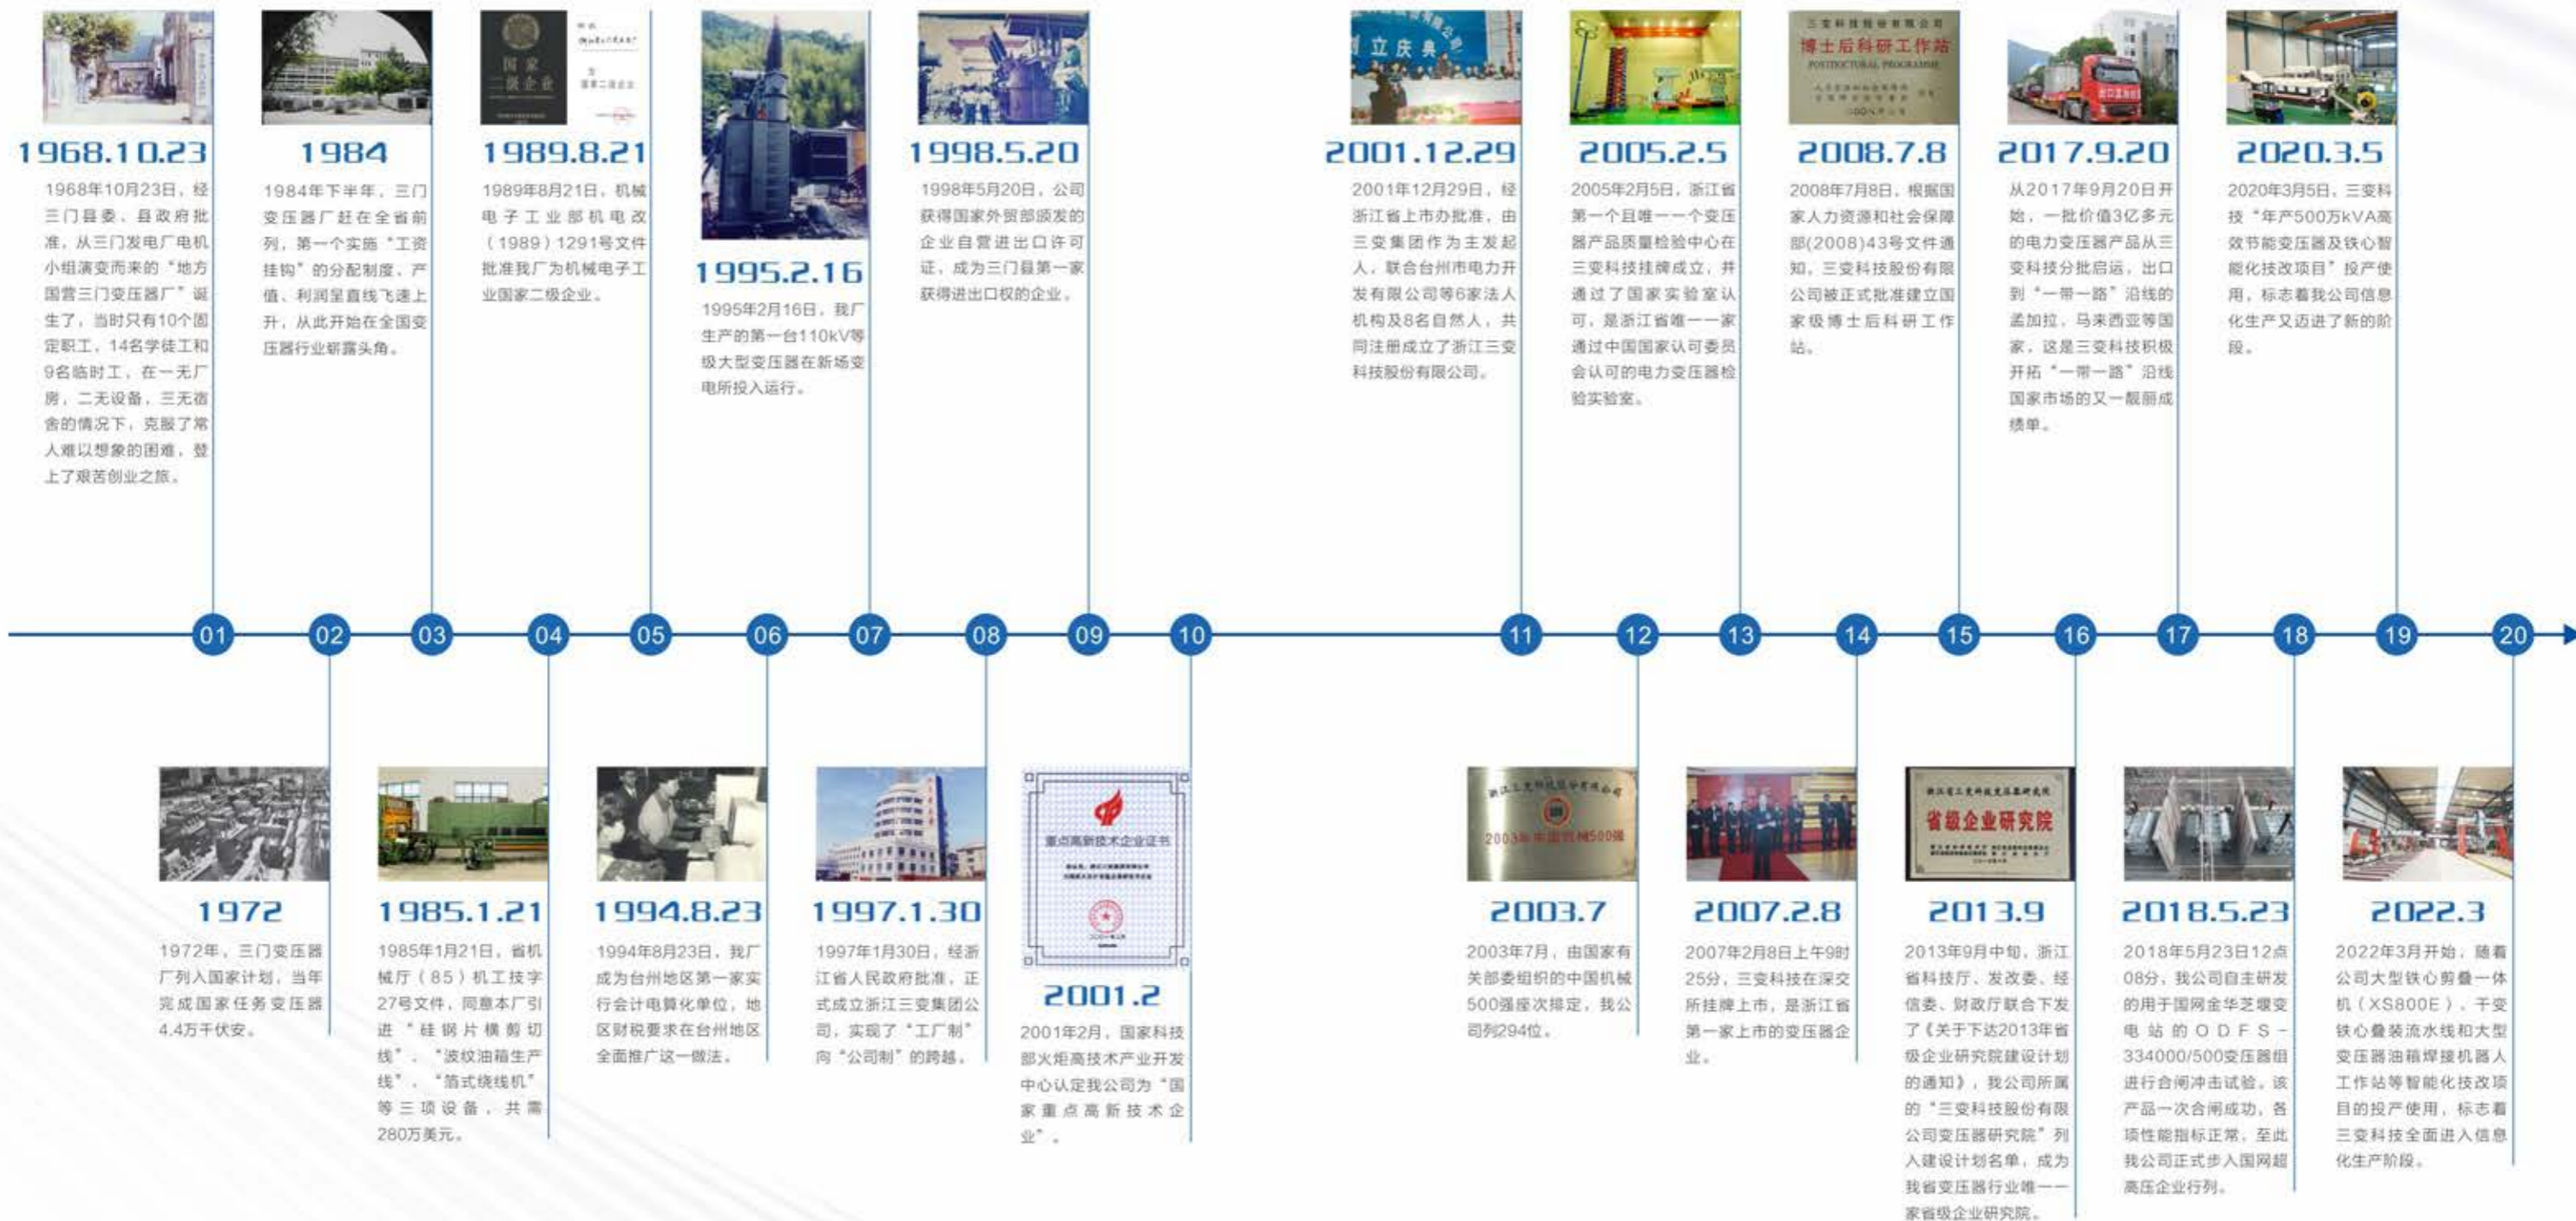 1968.10.23
1968年10月23日，经
三门县委、县政府批
准，从三门发电厂电机
小组演变而来的“地方
国营三门变压器厂”诞
生了，当时只有10个固
定职工，14名学徒工和
9名临时工，在一无厂
房，二无设备，三无宿
舍的情况下，克服了常
人难以想象的困难，登
上了艰苦创业之旅。
1984
1984年下半年，三门
变压器厂赶在全省前
列，第一个实施“工资
挂钩”的分配制度，产
值、利润呈直线飞速上
升，从此开始在全国变
压器行业崭露头角。
国家
二级企业
国家二级企业
1989.8.21
1989年8月21日，机械
电子工业部机电改
（1989）1291号文件
批准我厂为机械电子工
业国家二级企业。
1995.2.16
1995年2月16日，我厂
生产的第一台110kV等
级大型变压器在新场变
电所投入运行。
1998.5.20
1998年5月20日，公司
获得国家外贸部颁发的
企业自营进出口许可
证，成为三门县第一家
获得进出口权的企业。
立庆典
2001.12.29
2001年12月29日，经
浙江省上市办批准，由
三变集团作为主发起
人，联合台州市电力开
发有限公司等6家法人
机构及8名自然人，共
同注册成立了浙江三变
科技股份有限公司。
2005.2.5
2005年2月5日，浙江省
第一个且唯一一个变压
器产品质量检验中心在
三变科技挂牌成立，并
通过了国家实验室认
可，是浙江省唯一一家
通过中国国家认可委员
会认可的电力变压器检
验实验室。
三变科技股份有限公司
博士后科研工作站
POSTDOCTORAL PROGRAMME
2008.7.8
2008年7月8日，根据国
家人力资源和社会保障
部(2008)43号文件通
知，三变科技股份有限
公司被正式批准建立国
家级博士后科研工作
站。
2017.9.20
从2017年9月20日开
始，一批价值3亿多元
的电力变压器产品从三
变科技分批启运，出口
到“一带一路”沿线的
孟加拉，马来西亚等国
家，这是三变科技积极
开拓“一带一路”沿线
国家市场的又一靓丽成
绩单。
2020.3.5
2020年3月5日，三变科
技“年产500万kVA高
效节能变压器及铁心智
能化技改项目”投产使
用，标志着我公司信息
化生产又迈进了新的阶
段。
01 02 03 04 05 06 07 08 09 10 11 12 13 14 15 16 17 18 19 20
1972
1972年，三门变压器
厂列入国家计划，当年
完成国家任务变压器
4.4万千伏安。
1985.1.21
1985年1月21日，省机
械厅（85）机工技字
27号文件，同意本厂引
进“硅钢片横剪切
线”、“波纹油箱生产
线”、“箔式绕线机”
等三项设备，共需
280万美元。
1994.8.23
1994年8月23日，我厂
成为台州地区第一家实
行会计电算化单位，地
区财税要求在台州地区
全面推广这一做法。
1997.1.30
1997年1月30日，经浙
江省人民政府批准，正
式成立浙江三变集团公
司，实现了“工厂制”
向“公司制”的跨越。
重点高新技术企业证书
2001.2
2001年2月，国家科技
部火炬高技术产业开发
中心认定我公司为“国
家重点高新技术企
业”。
浙江三变科技股份有限公司
2003年中国机械500强
2003.7
2003年7月，由国家有
关部委组织的中国机械
500强座次排定，我公
司列294位。
2007.2.8
2007年2月8日上午9时
25分，三变科技在深交
所挂牌上市，是浙江省
第一家上市的变压器企
业。
浙江省三变科技变压器研究院
省级企业研究院
2013.9
2013年9月中旬，浙江
省科技厅、发改委、经
信委、财政厅联合下发
了《关于下达2013年省
级企业研究院建设计划
的通知》，我公司所属
的“三变科技股份有限
公司变压器研究院”列
入建设计划名单，成为
我省变压器行业唯一一
家省级企业研究院。
2018.5.23
2018年5月23日12点
08分，我公司自主研发
的用于国网金华芝堰变
电站的ODFS-
334000/500变压器组
进行合闸冲击试验。该
产品一次合闸成功，各
项性能指标正常，至此
我公司正式步入国网超
高压企业行列。
2022.3
2022年3月开始，随着
公司大型铁心剪叠一体
机（XS800E）、干变
铁心叠装流水线和大型
变压器油箱焊接机器人
工作站等智能化技改项
目的投产使用，标志着
三变科技全面进入信息
化生产阶段。